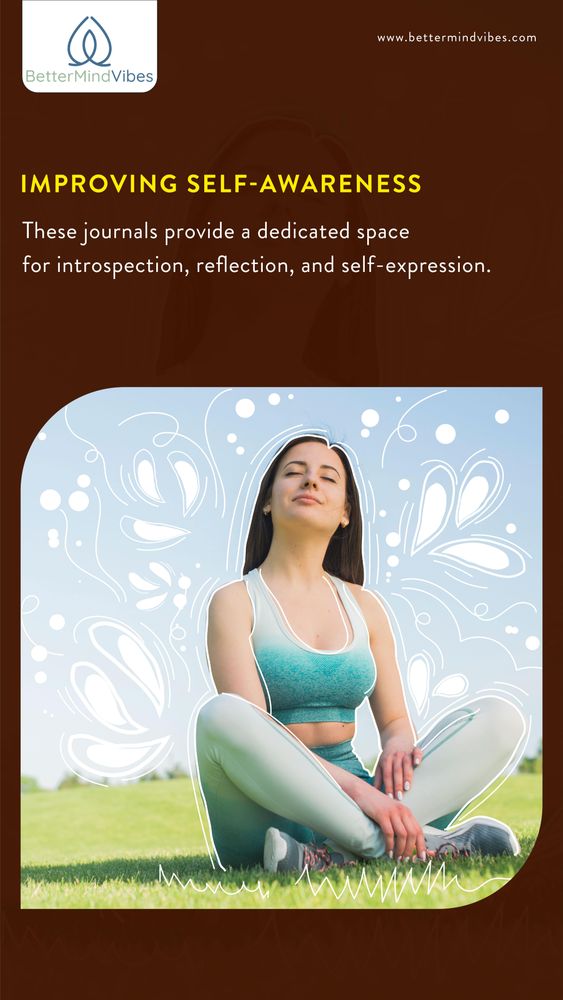 BetterMindVibes
www.bettermindvibes.com
IMPROVING SELF-AWARENESS
These journals provide a dedicated space
for introspection, reflection, and self-expression.